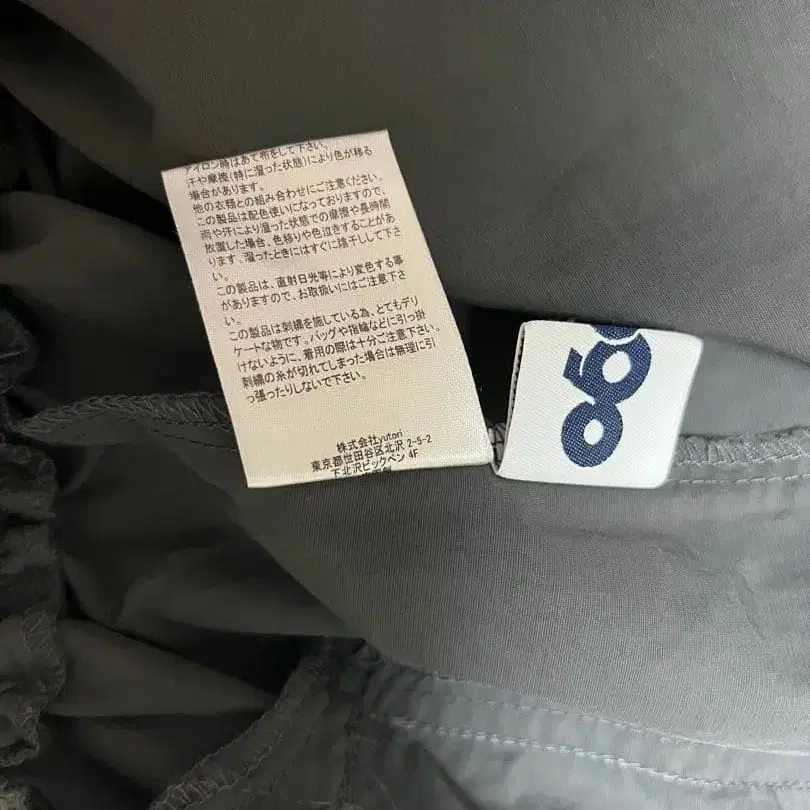 アイロン時はあて布をして下さい。
汗や摩擦(特に湿った状態)により色が移る
場合があります。
他の衣類との組み合わせにご注意ください。
この製品は配色使いになっておりますので、
雨や汗により湿った状態での摩擦や長時間
放置した場合、色移りや色泣きすることがあ
ります。湿ったときにはすぐに陰干しして下さ
い。
この製品は、直射日光等により変色する事
がありますので、お取扱いにはご注意下さ
い。
この製品は刺繍を施している為、とてもデリ
ケートな物です。バッグや指輪などに引っ掛
けないように、着用の際は十分ご注意下さい。
刺繍の糸が切れてしまった場合は無理に引
っ張ったりしないで下さい。
株式会社yutori
東京都世田谷区北沢 2-5-2
下北沢ビッグベン 4F